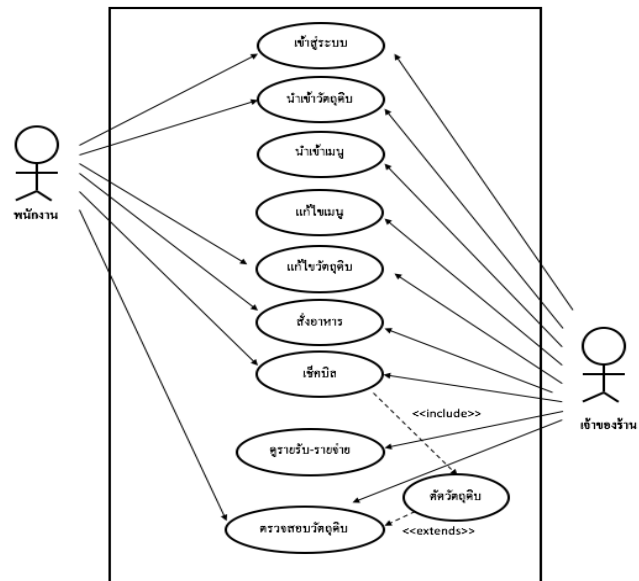 เข้าสู่ระบบ
นำเข้าวัตถุดิบ
นำเข้าเมนู
แก้ไขเมนู
พนักงาน
แก้ไขวัตถุดิบ
สั่งอาหาร
เช็คบิล
<<include>>
เจ้าของร้าน
ดูรายรับ-รายจ่าย
ตัดวัตถุดิบ
ตรวจสอบวัตถุดิบ
<<extends>>